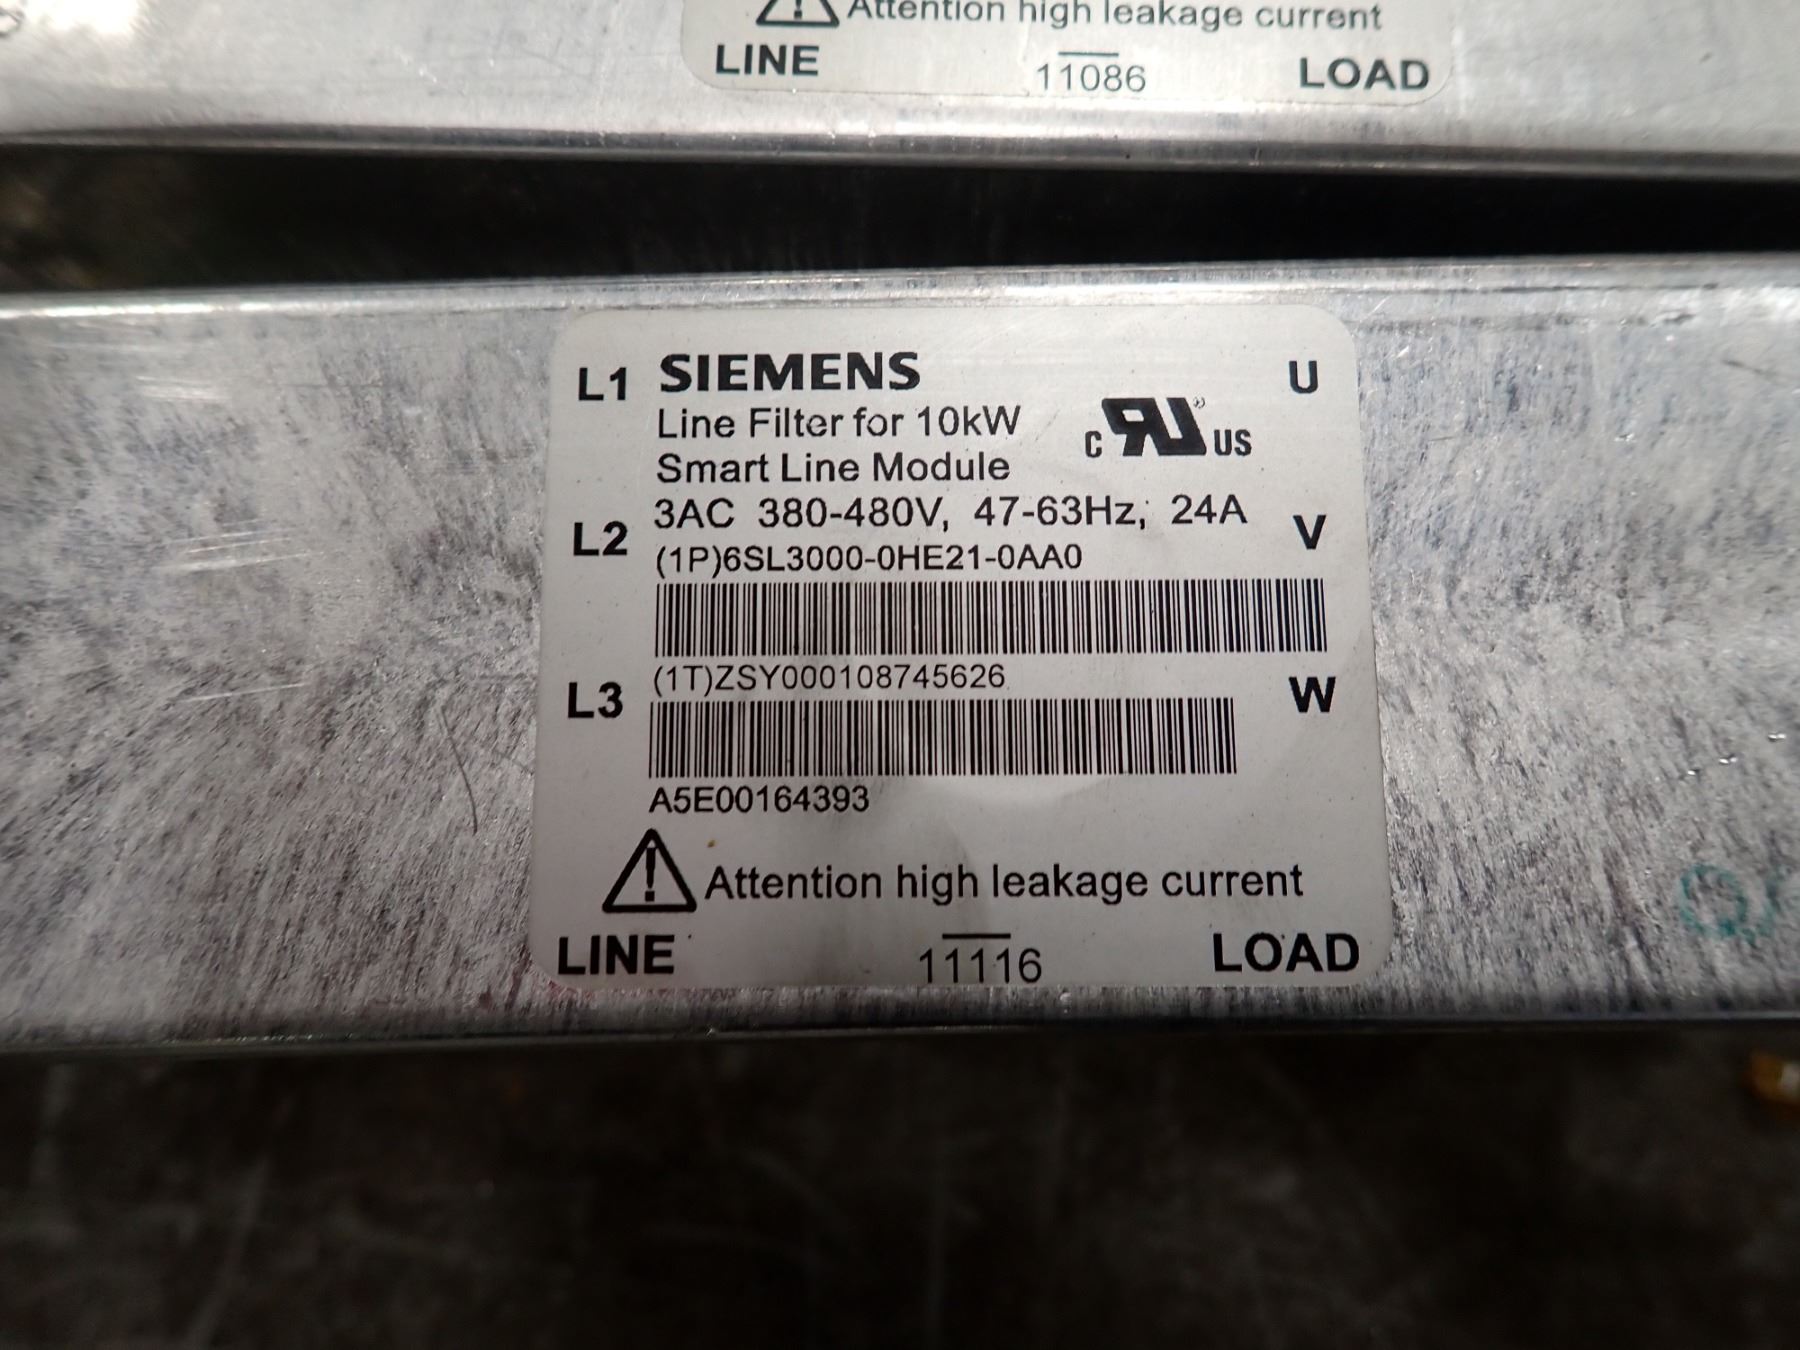 Attention high leakage current
LINE 11086 LOAD
L1 SIEMENS U
Line Filter for 10kW
c RU ® US
Smart Line Module
3AC 380-480V, 47-63Hz; 24A
L2 V
(1P)6SL3000-0HE21-0AA0
(1T)ZSY000108745626
L3 W
A5E00164393
Attention high leakage current
LINE 11116 LOAD